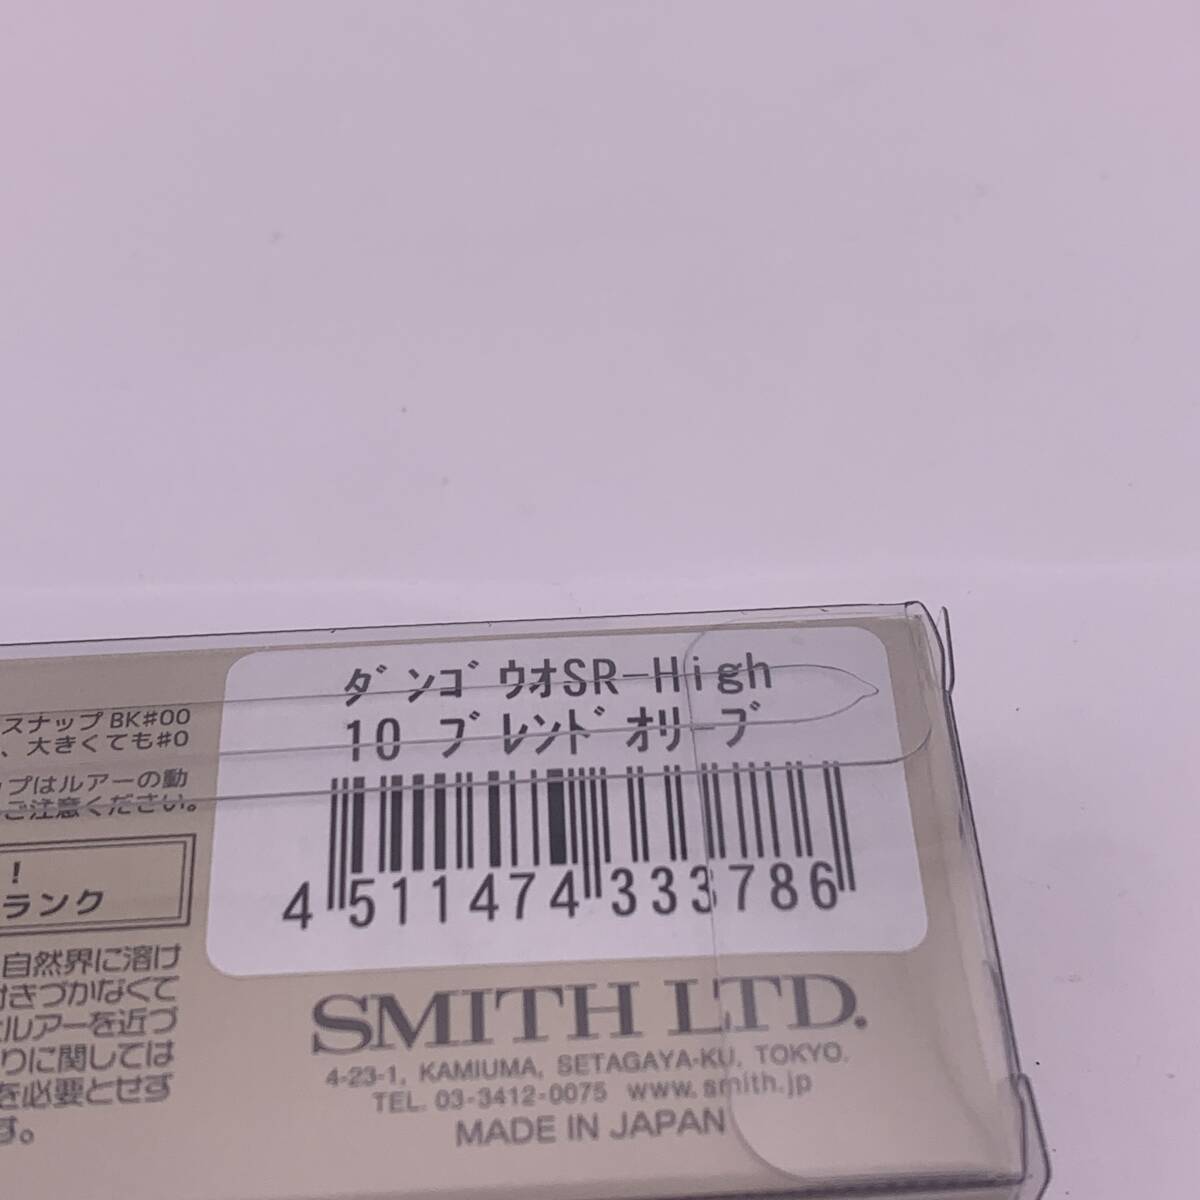 スナップBK#00
、大きくても#0
プはルアーの動
ご注意ください。
!
ランク
自然界に溶け
きづかなくて
ルアーを近づ
りに関しては
を必要とせず
す。
ﾀﾞﾝｺﾞｳｵSR-High
10 ﾌﾞﾚﾝﾄﾞｵﾘｰﾌﾞ
4 511474 333786
SMITH LTD.
4-23-1, KAMIUMA, SETAGAYA-KU, TOKYO.
TEL. 03-3412-0075 www.smith.jp
MADE IN JAPAN